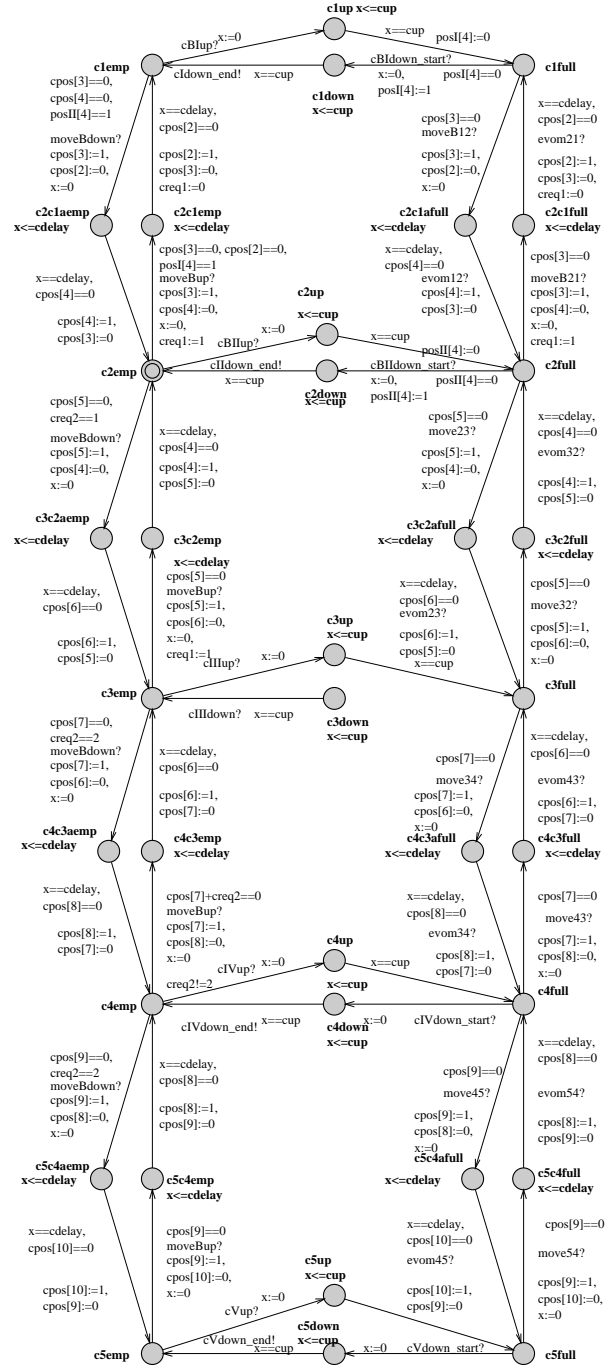 c1up x<=cup
x:=0
x==cup
cBIup?
posI[4]:=0
c1emp
cIdown_end!
x==cup
cBIdown_start?
c1full
cpos[3]==0,
cpos[4]==0,
posII[4]==1
moveBdown?
cpos[3]:=1,
cpos[2]:=0,
x:=0
x==cdelay,
cpos[2]==0
cpos[2]:=1,
cpos[3]:=0,
creq1:=0
c1down
x<=cup
x:=0,
posI[4]:=1
posI[4]==0
cpos[3]==0
moveB12?
cpos[3]:=1,
cpos[2]:=0,
x:=0
x==cdelay,
cpos[2]==0
evom21?
cpos[2]:=1,
cpos[3]:=0,
creq1:=0
c2c1aemp
x<=cdelay
c2c1emp
x<=cdelay
c2c1afull
x<=cdelay
c2c1full
x<=cdelay
x==cdelay,
cpos[4]==0
cpos[4]:=1,
cpos[3]:=0
cpos[3]==0, cpos[2]==0,
posI[4]==1
moveBup?
cpos[3]:=1,
cpos[4]:=0,
x:=0,
creq1:=1
x==cdelay,
cpos[4]==0
evom12?
cpos[4]:=1,
cpos[3]:=0
cpos[3]==0
moveB21?
cpos[3]:=1,
cpos[4]:=0,
x:=0,
creq1:=1
c2up
x<=cup
x:=0
x==cup
cBIIup?
posII[4]:=0
c2emp
cIIdown_end!
x==cup
cBIIdown_start?
c2full
c2down
x<=cup
x:=0,
posII[4]:=1
posII[4]==0
cpos[5]==0,
creq2==1
moveBdown?
cpos[5]:=1,
cpos[4]:=0,
x:=0
x==cdelay,
cpos[4]==0
cpos[4]:=1,
cpos[5]:=0
cpos[5]==0
move23?
cpos[5]:=1,
cpos[4]:=0,
x:=0
x==cdelay,
cpos[4]==0
evom32?
cpos[4]:=1,
cpos[5]:=0
c3c2aemp
x<=cdelay
c3c2emp
x<=cdelay
c3c2afull
x<=cdelay
c3c2full
x<=cdelay
x==cdelay,
cpos[6]==0
cpos[6]:=1,
cpos[5]:=0
cpos[5]==0
moveBup?
cpos[5]:=1,
cpos[6]:=0,
x:=0,
creq1:=1
x==cdelay,
cpos[6]==0
evom23?
cpos[6]:=1,
cpos[5]:=0
cpos[5]==0
move32?
cpos[5]:=1,
cpos[6]:=0,
x:=0
c3up
x<=cup
cIIIup?
x:=0
x==cup
c3emp
cIIIdown?
x==cup
c3down
x<=cup
c3full
cpos[7]==0,
creq2==2
moveBdown?
cpos[7]:=1,
cpos[6]:=0,
x:=0
x==cdelay,
cpos[6]==0
cpos[6]:=1,
cpos[7]:=0
cpos[7]==0
move34?
cpos[7]:=1,
cpos[6]:=0,
x:=0
x==cdelay,
cpos[6]==0
evom43?
cpos[6]:=1,
cpos[7]:=0
c4c3aemp
x<=cdelay
c4c3emp
x<=cdelay
c4c3afull
x<=cdelay
c4c3full
x<=cdelay
x==cdelay,
cpos[8]==0
cpos[8]:=1,
cpos[7]:=0
cpos[7]+creq2==0
moveBup?
cpos[7]:=1,
cpos[8]:=0,
x:=0
creq2!=2
x==cdelay,
cpos[8]==0
evom34?
cpos[8]:=1,
cpos[7]:=0
cpos[7]==0
move43?
cpos[7]:=1,
cpos[8]:=0,
x:=0
c4up
x<=cup
cIVup?
x:=0
x==cup
c4emp
cIVdown_end!
x==cup
c4down
x<=cup
x:=0
cIVdown_start?
c4full
cpos[9]==0,
creq2==2
moveBdown?
cpos[9]:=1,
cpos[8]:=0,
x:=0
x==cdelay,
cpos[8]==0
cpos[8]:=1,
cpos[9]:=0
cpos[9]==0
move45?
cpos[9]:=1,
cpos[8]:=0,
x:=0
x==cdelay,
cpos[8]==0
evom54?
cpos[8]:=1,
cpos[9]:=0
c5c4aemp
x<=cdelay
c5c4emp
x<=cdelay
c5c4afull
x<=cdelay
c5c4full
x<=cdelay
x==cdelay,
cpos[10]==0
cpos[10]:=1,
cpos[9]:=0
cpos[9]==0
moveBup?
cpos[9]:=1,
cpos[10]:=0,
x:=0
x==cdelay,
cpos[10]==0
evom45?
cpos[10]:=1,
cpos[9]:=0
cpos[9]==0
move54?
cpos[9]:=1,
cpos[10]:=0,
x:=0
c5up
x<=cup
cVup?
x:=0
c5down
x<=cup
cVdown_end!
x==cup
x:=0
cVdown_start?
c5emp
c5full